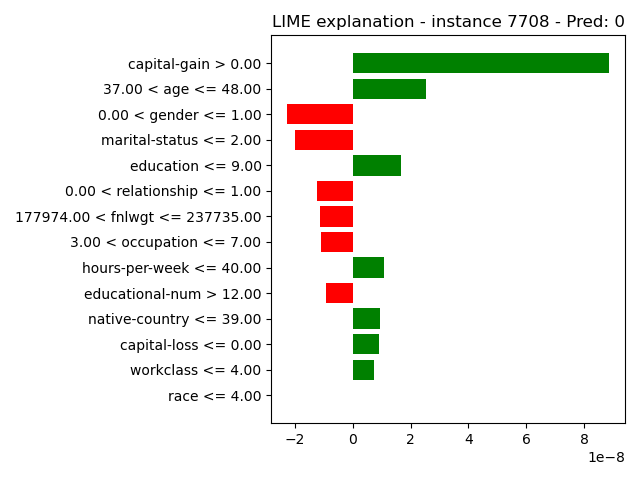 LIME explanation - instance 7708 - Pred: 0
capital-gain > 0.00
37.00 < age <= 48.00
0.00 < gender <= 1.00
marital-status <= 2.00
education <= 9.00
0.00 < relationship <= 1.00
177974.00 < fnlwgt <= 237735.00
3.00 < occupation <= 7.00
hours-per-week <= 40.00
educational-num > 12.00
native-country <= 39.00
capital-loss <= 0.00
workclass <= 4.00
race <= 4.00
−2 0 2 4 6 8
1e−8